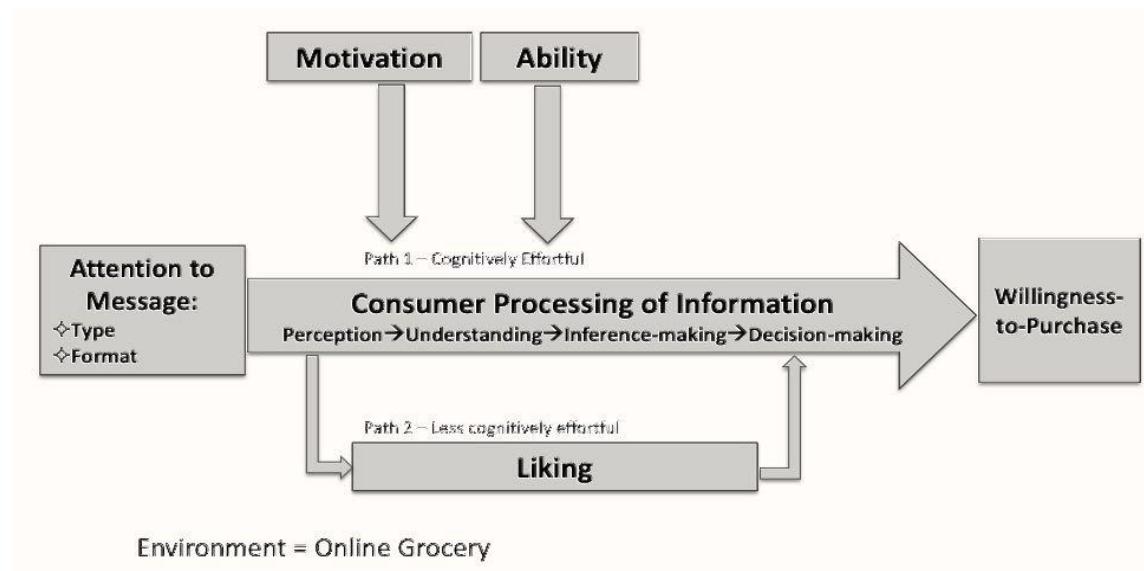 Motivation
Ability
Path 1 – Cognitively Effortful
Attention to
Message:
✧Type
✧Format
Consumer Processing of Information
Perception→Understanding→Inference-making→Decision-making
Willingness-
to-Purchase
Path 2 – Less cognitively effortful
Liking
Environment = Online Grocery